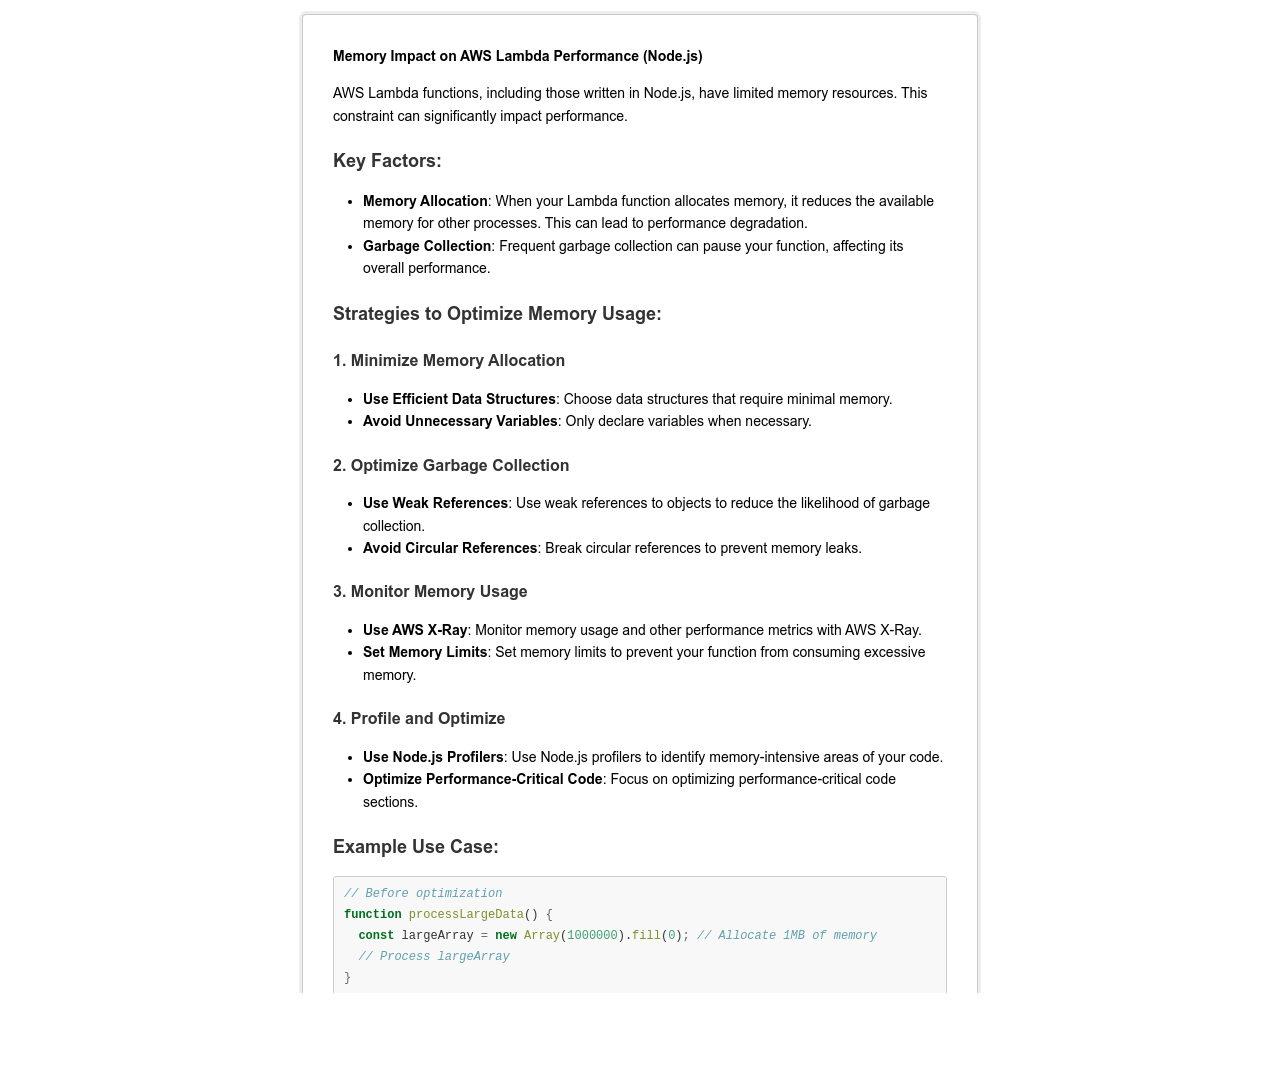 Memory Impact on AWS Lambda Performance (Node.js)
AWS Lambda functions, including those written in Node.js, have limited memory resources. This
constraint can significantly impact performance.
Key Factors:
• Memory Allocation: When your Lambda function allocates memory, it reduces the available
memory for other processes. This can lead to performance degradation.
• Garbage Collection: Frequent garbage collection can pause your function, affecting its
overall performance.
Strategies to Optimize Memory Usage:
1. Minimize Memory Allocation
• Use Efficient Data Structures: Choose data structures that require minimal memory.
• Avoid Unnecessary Variables: Only declare variables when necessary.
2. Optimize Garbage Collection
• Use Weak References: Use weak references to objects to reduce the likelihood of garbage
collection.
• Avoid Circular References: Break circular references to prevent memory leaks.
3. Monitor Memory Usage
• Use AWS X-Ray: Monitor memory usage and other performance metrics with AWS X-Ray.
• Set Memory Limits: Set memory limits to prevent your function from consuming excessive
memory.
4. Profile and Optimize
• Use Node.js Profilers: Use Node.js profilers to identify memory-intensive areas of your code.
• Optimize Performance-Critical Code: Focus on optimizing performance-critical code
sections.
Example Use Case:
// Before optimization
function processLargeData() {
  const largeArray = new Array(1000000).fill(0); // Allocate 1MB of memory
  // Process largeArray
}